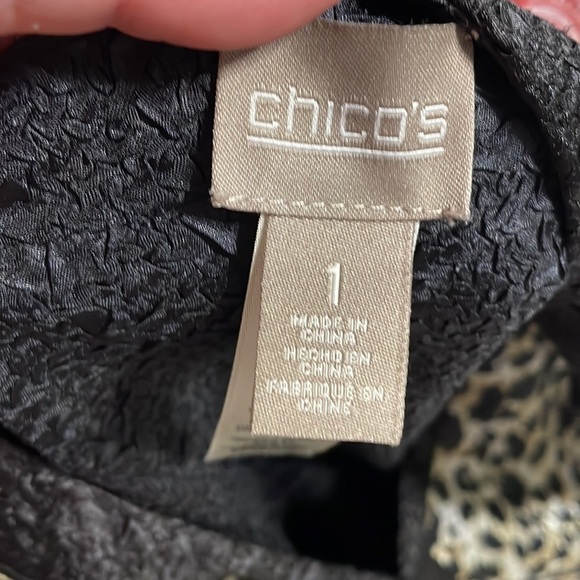 chico's
1
MADE IN
CHINA
HECHO EN
CHINA
FABRIQUE EN
CHINE